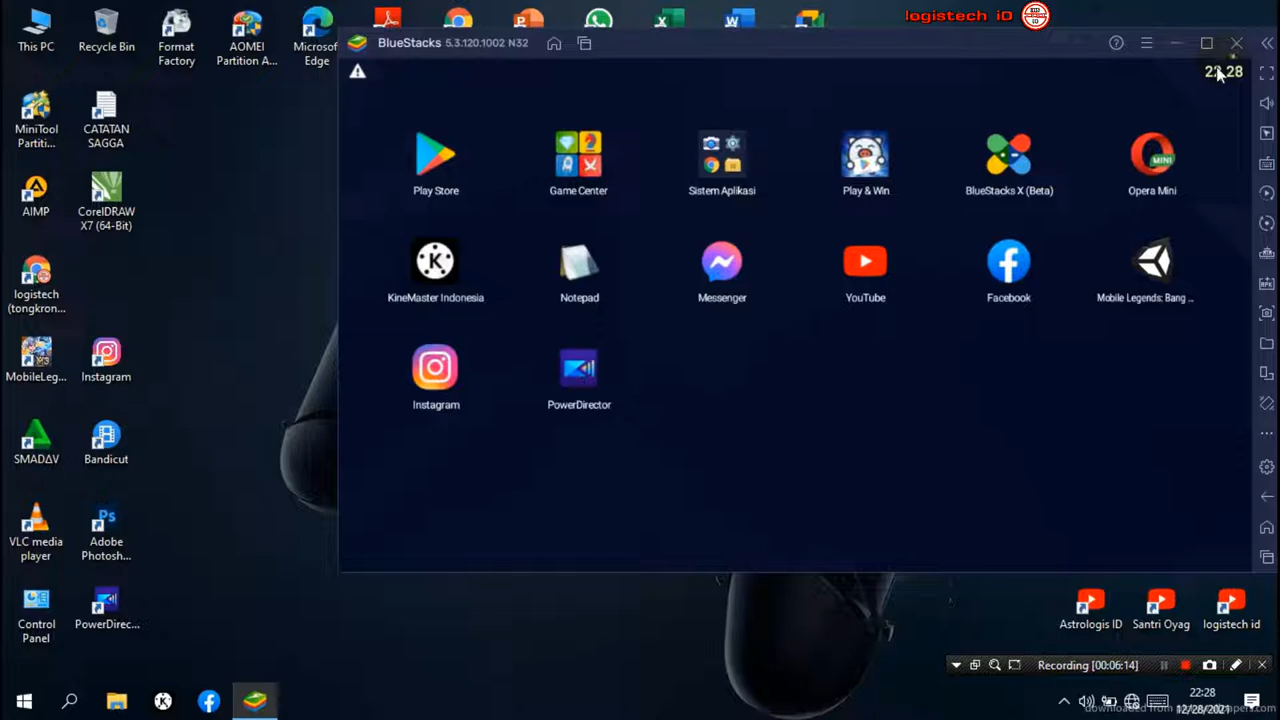 logistech iD
This PC
Recycle Bin
Format
Factory
AOMEI
Partition A...
Microsof
Edge
BlueStacks 5.3.120.1002 N32
22.28
MiniTool
Partiti...
CATATAN
SAGGA
AIMP
CorelDRAW
X7 (64-Bit)
Play Store
Game Center
Sistem Aplikasi
Play & Win
BlueStacks X (Beta)
Opera Mini
MINI
logistech
(tongkron...
KineMaster Indonesia
Notepad
Messenger
YouTube
Facebook
Mobile Legends: Bang ...
MobileLeg...
Instagram
Instagram
PowerDirector
SMADAV
Bandicut
VLC media
player
Adobe
Photosh...
Ps
Control
Panel
PowerDirec...
Astrologis ID
Santri Oyag
logistech id
Recording [00:06:14]
22:28
12/28/2021